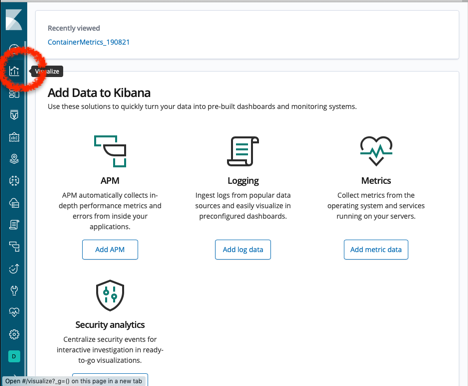 Recently viewed
ContainerMetrics_190821
Visualize
Add Data to Kibana
Use these solutions to quickly turn your data into pre-built dashboards and monitoring systems.
APM
APM automatically collects in-
depth performance metrics and
errors from inside your
applications.
Add APM
Logging
Ingest logs from popular data
sources and easily visualize in
preconfigured dashboards.
Add log data
Metrics
Collect metrics from the
operating system and services
running on your servers.
Add metric data
Security analytics
Centralize security events for
interactive investigation in ready-
to-go visualizations.
D
Open #/visualize?_g=() on this page in a new tab